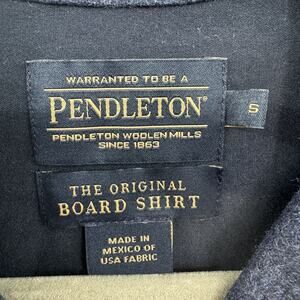 WARRANTED TO BE A
PENDLETON®
PENDLETON WOOLEN MILLS
SINCE 1863
S
THE ORIGINAL
BOARD SHIRT
MADE IN
MEXICO OF
USA FABRIC